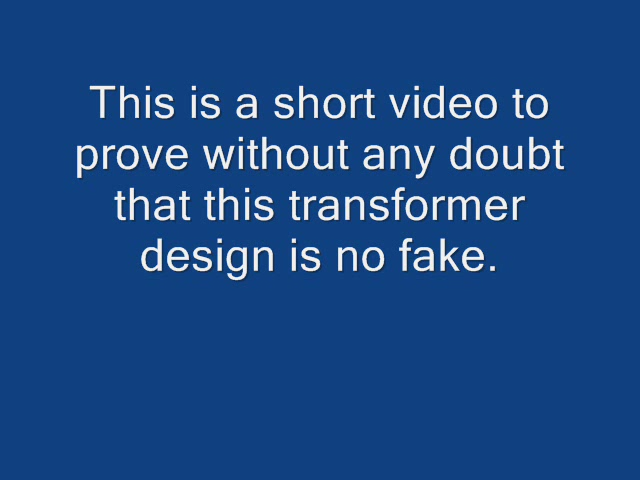 This is a short video to
prove without any doubt
that this transformer
design is no fake.